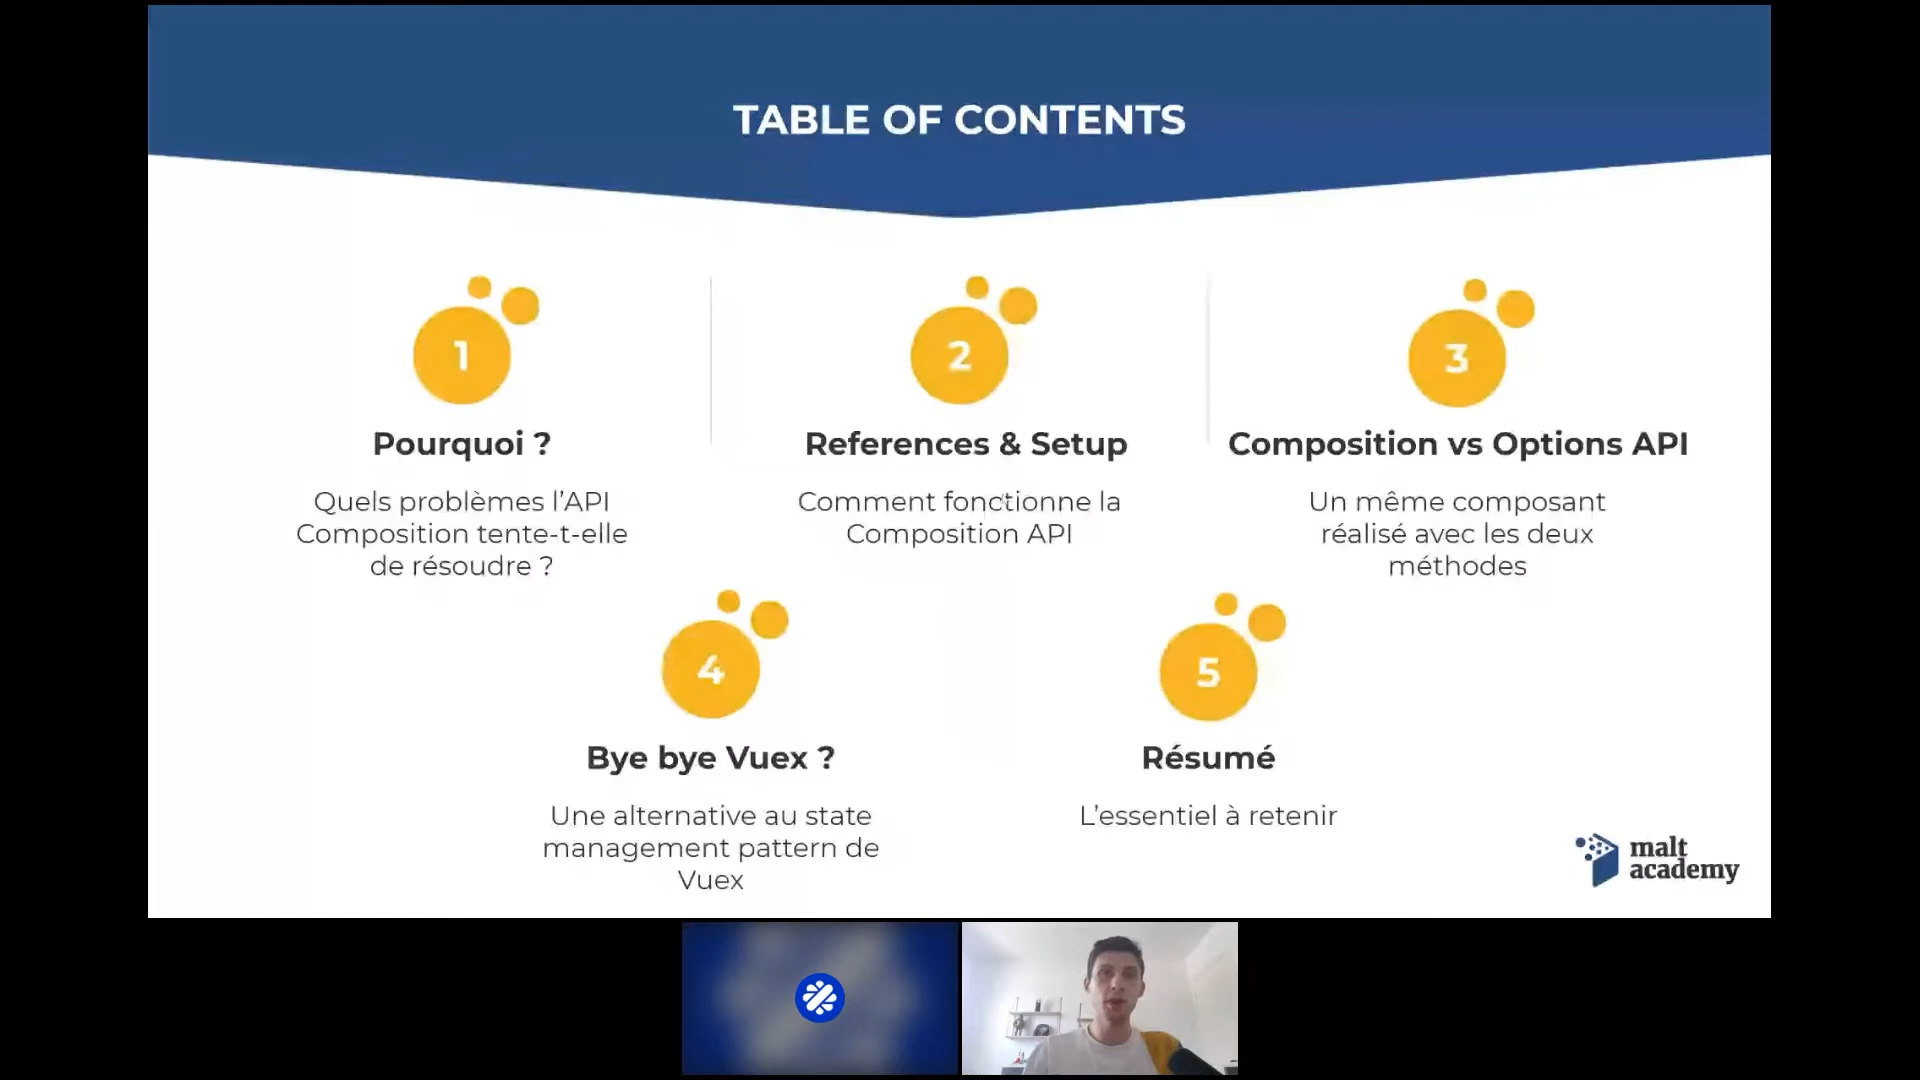 TABLE OF CONTENTS
1
Pourquoi ?
Quels problèmes l’API
Composition tente-t-elle
de résoudre ?
2
References & Setup
Comment fonctionne la
Composition API
3
Composition vs Options API
Un même composant
réalisé avec les deux
méthodes
4
Bye bye Vuex ?
Une alternative au state
management pattern de
Vuex
5
Résumé
L’essentiel à retenir
malt
academy